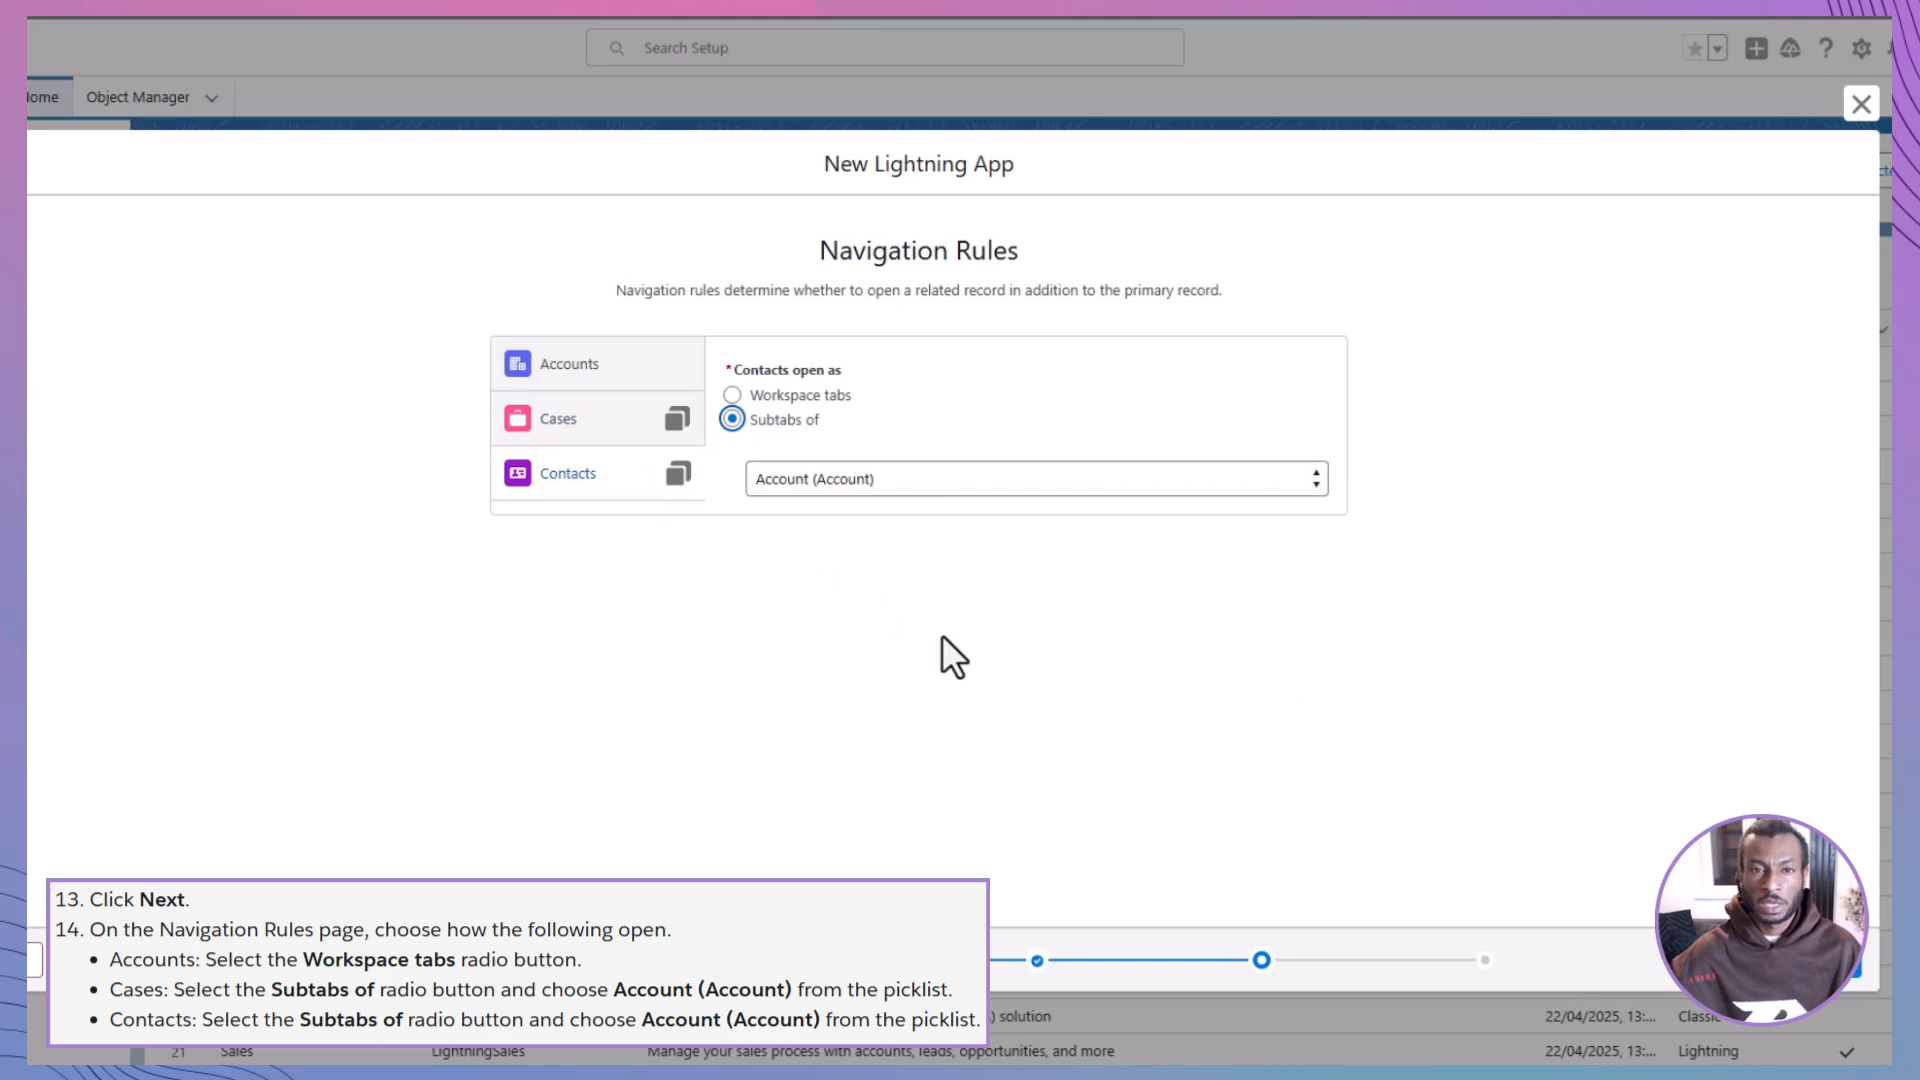 Search Setup
ome
Object Manager
New Lightning App
Navigation Rules
Navigation rules determine whether to open a related record in addition to the primary record.
Accounts
Cases
Contacts
* Contacts open as
Workspace tabs
Subtabs of
Account (Account)
13. Click Next.
14. On the Navigation Rules page, choose how the following open.
• Accounts: Select the Workspace tabs radio button.
• Cases: Select the Subtabs of radio button and choose Account (Account) from the picklist.
• Contacts: Select the Subtabs of radio button and choose Account (Account) from the picklist.
) solution 22/04/2025, 13:... Classic
21 Sales LightningSales Manage your sales process with accounts, leads, opportunities, and more 22/04/2025, 13:... Lightning